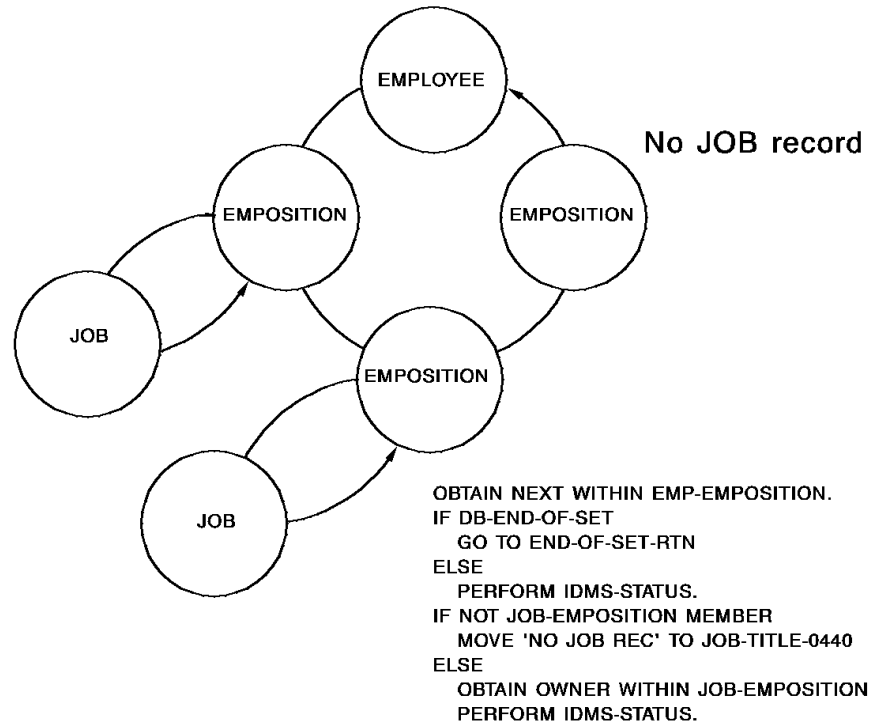 EMPLOYEE
No JOB record
EMPOSITION
EMPOSITION
JOB
EMPOSITION
JOB
OBTAIN NEXT WITHIN EMP-EMPOSITION.
IF DB-END-OF-SET
GO TO END-OF-SET-RTN
ELSE
PERFORM IDMS-STATUS.
IF NOT JOB-EMPOSITION MEMBER
MOVE 'NO JOB REC' TO JOB-TITLE-0440
ELSE
OBTAIN OWNER WITHIN JOB-EMPOSITION
PERFORM IDMS-STATUS.